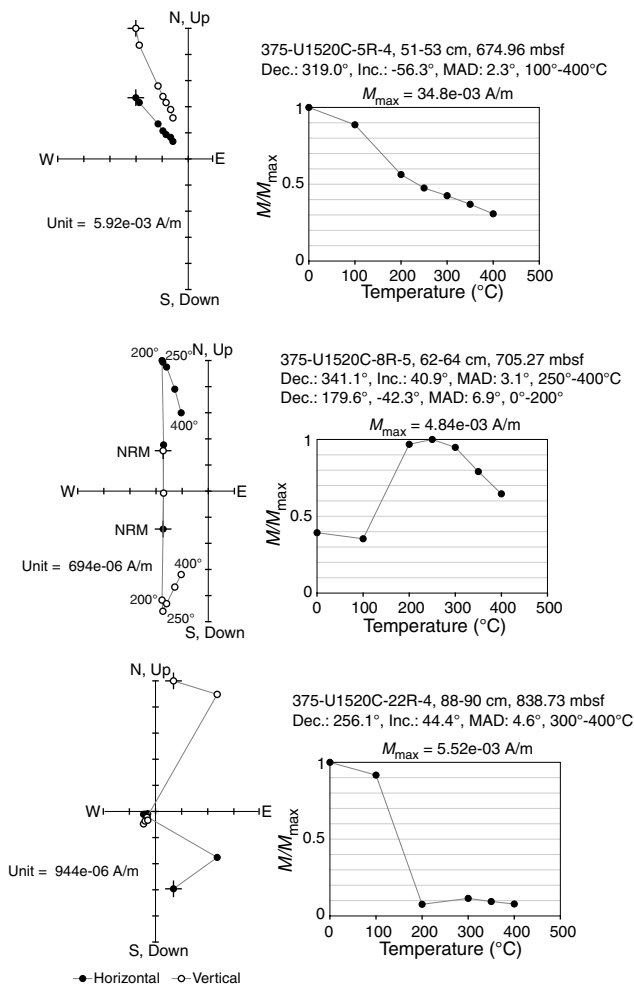 N, Up
W
E
Unit = 5.92e-03 A/m
S, Down
375-U1520C-5R-4, 51-53 cm, 674.96 mbsf
Dec.: 319.0°, Inc.: -56.3°, MAD: 2.3°, 100°-400°C
Mmax = 34.8e-03 A/m
M/Mmax
1
0.5
0
0 100 200 300 400 500
Temperature (°C)
200° 250° N, Up
400°
NRM
W
E
NRM
Unit = 694e-06 A/m
400°
200°
250°
S, Down
375-U1520C-8R-5, 62-64 cm, 705.27 mbsf
Dec.: 341.1°, Inc.: 40.9°, MAD: 3.1°, 250°-400°C
Dec.: 179.6°, -42.3°, MAD: 6.9°, 0°-200°
Mmax = 4.84e-03 A/m
M/Mmax
1
0.5
0
0 100 200 300 400 500
Temperature (°C)
N, Up
W
E
Unit = 944e-06 A/m
S, Down
375-U1520C-22R-4, 88-90 cm, 838.73 mbsf
Dec.: 256.1°, Inc.: 44.4°, MAD: 4.6°, 300°-400°C
Mmax = 5.52e-03 A/m
M/Mmax
1
0.5
0
0 100 200 300 400 500
Temperature (°C)
Horizontal Vertical